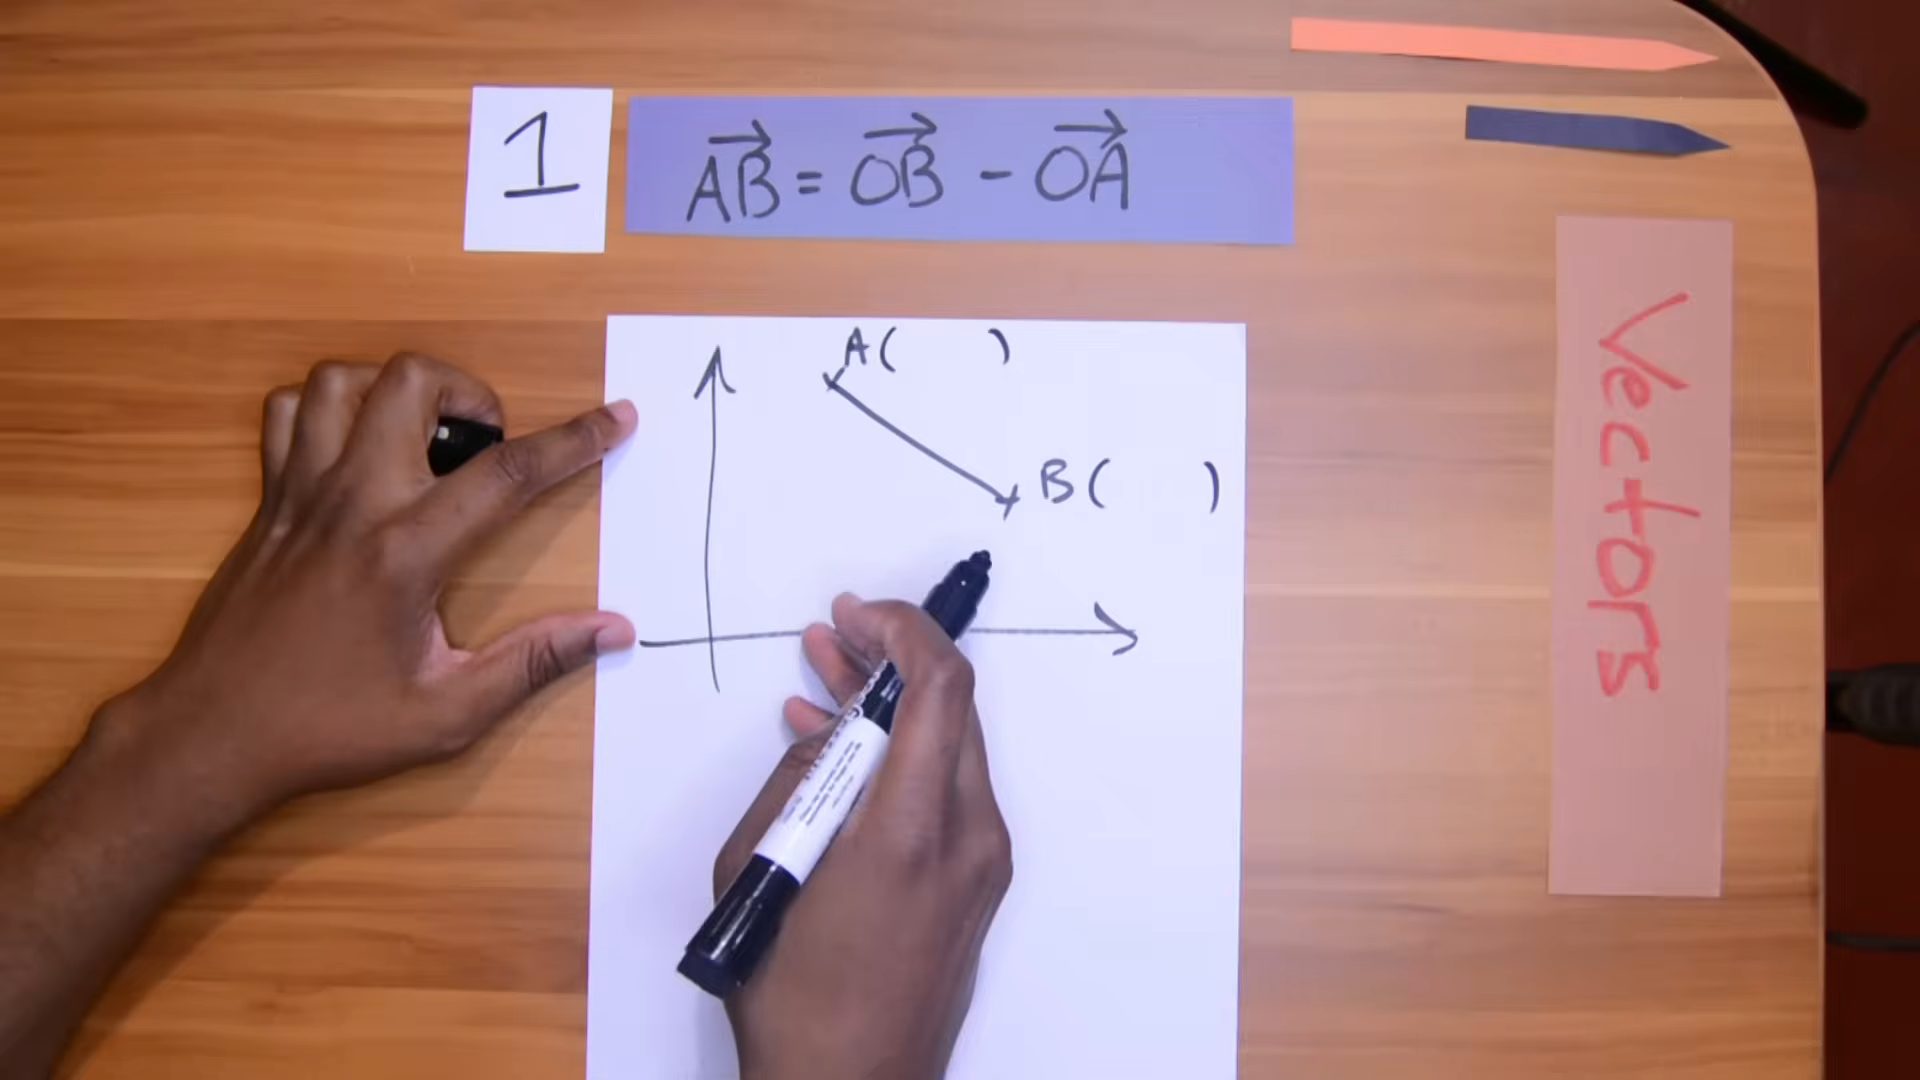 1
AB = OB - OA
A(     )
B(     )
Vectors